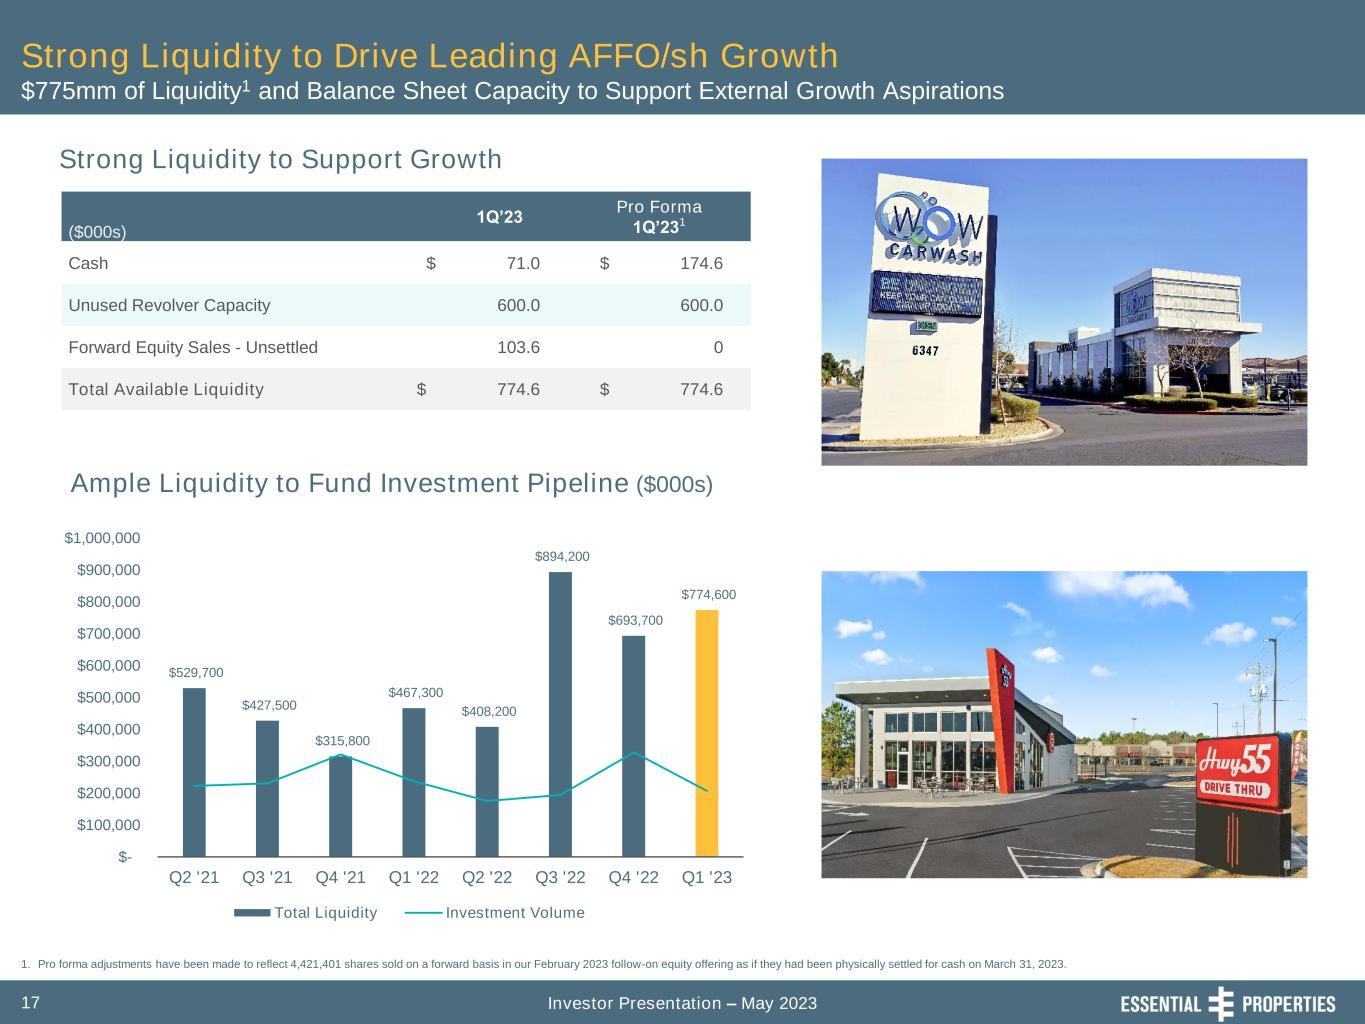 Strong Liquidity to Drive Leading AFFO/sh Growth
$775mm of Liquidity1 and Balance Sheet Capacity to Support External Growth Aspirations
Strong Liquidity to Support Growth
($000s) 1Q’23 Pro Forma 1Q’231
Cash $ 71.0 $ 174.6
Unused Revolver Capacity 600.0 600.0
Forward Equity Sales - Unsettled 103.6 0
Total Available Liquidity $ 774.6 $ 774.6
WOW
CARWASH
OPEN
6347
Ample Liquidity to Fund Investment Pipeline ($000s)
$1,000,000
$900,000
$800,000
$700,000
$600,000
$500,000
$400,000
$300,000
$200,000
$100,000
$-
$529,700
$427,500
$315,800
$467,300
$408,200
$894,200
$693,700
$774,600
Q2 '21 Q3 '21 Q4 '21 Q1 '22 Q2 '22 Q3 '22 Q4 '22 Q1 '23
Total Liquidity Investment Volume
Hwy 55
Hwy 55
DRIVE THRU
1. Pro forma adjustments have been made to reflect 4,421,401 shares sold on a forward basis in our February 2023 follow-on equity offering as if they had been physically settled for cash on March 31, 2023.
17
Investor Presentation – May 2023
ESSENTIAL PROPERTIES